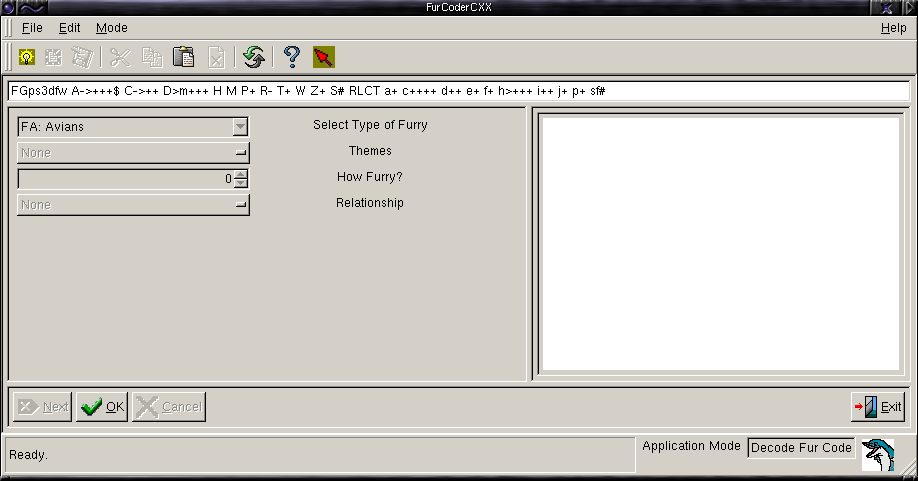 FurCoderCXX
File Edit Mode Help
FGps3dfw A->+++$ C->++ D>m+++ H M P+ R- T+ W Z+ S# RLCT a+ c++++ d++ e+ f+ h>+++ i++ j+ p+ sf#
FA: Avians Select Type of Furry
None Themes
0 How Furry?
None Relationship
Next OK Cancel Exit
Ready. Application Mode Decode Fur Code